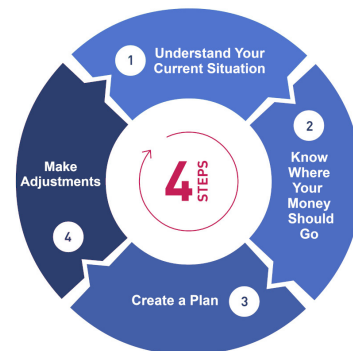 1
Understand Your
Current Situation
2
Know
Where
Your
Money
Should
Go
3
Create a Plan
4
Make
Adjustments
4
STEPS